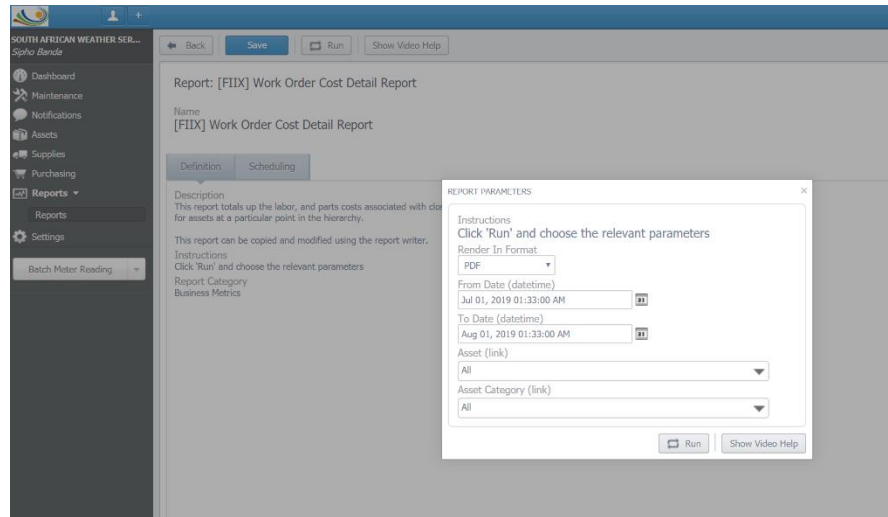 SOUTH AFRICAN WEATHER SER...
Sipho Banda
Dashboard
Maintenance
Notifications
Assets
Supplies
Purchasing
Reports
Reports
Settings
Batch Meter Reading
Back
Save
Run
Show Video Help
Report: [FIIX] Work Order Cost Detail Report
Name
[FIIX] Work Order Cost Detail Report
Definition
Scheduling
Description
This report totals up the labor, and parts costs associated with clos
for assets at a particular point in the hierarchy.
This report can be copied and modified using the report writer.
Instructions
Click 'Run' and choose the relevant parameters
Report Category
Business Metrics
REPORT PARAMETERS
Instructions
Click 'Run' and choose the relevant parameters
Render In Format
PDF
From Date (datetime)
Jul 01, 2019 01:33:00 AM
To Date (datetime)
Aug 01, 2019 01:33:00 AM
Asset (link)
All
Asset Category (link)
All
Run
Show Video Help